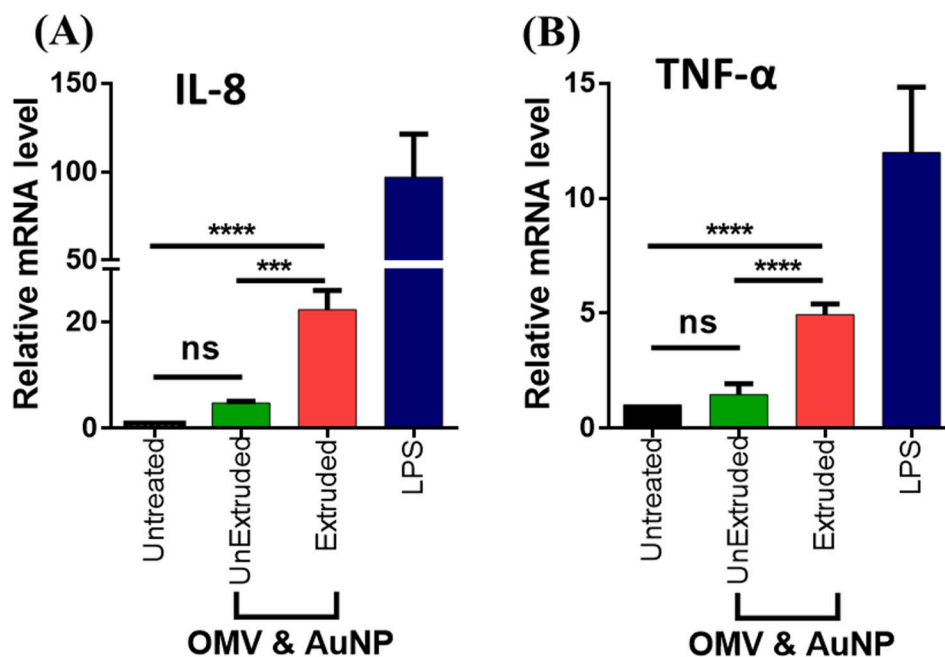 (A)
IL-8
Relative mRNA level
150
100
50
20
0
****
***
ns
Untreated
UnExtruded
Extruded
LPS
OMV & AuNP
(B)
TNF-α
Relative mRNA level
15
10
5
0
****
****
ns
Untreated
UnExtruded
Extruded
LPS
OMV & AuNP